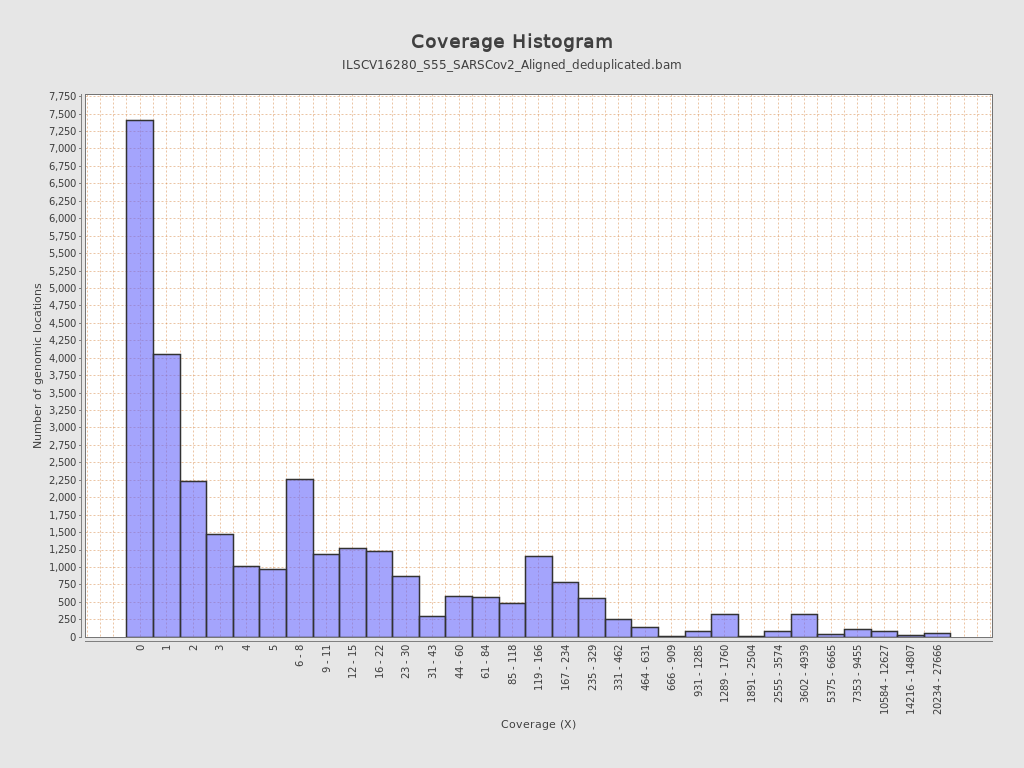 Coverage Histogram
ILSCV16280_S55_SARSCov2_Aligned_deduplicated.bam
Number of genomic locations
7,750
7,500
7,250
7,000
6,750
6,500
6,250
6,000
5,750
5,500
5,250
5,000
4,750
4,500
4,250
4,000
3,750
3,500
3,250
3,000
2,750
2,500
2,250
2,000
1,750
1,500
1,250
1,000
750
500
250
0
0
1
2
3
4
5
6 - 8
9 - 11
12 - 15
16 - 22
23 - 30
31 - 43
44 - 60
61 - 84
85 - 118
119 - 166
167 - 234
235 - 329
331 - 462
464 - 631
666 - 909
931 - 1285
1289 - 1760
1891 - 2504
2555 - 3574
3602 - 4939
5375 - 6665
7353 - 9455
10584 - 12627
14216 - 14807
20234 - 27666
Coverage (X)